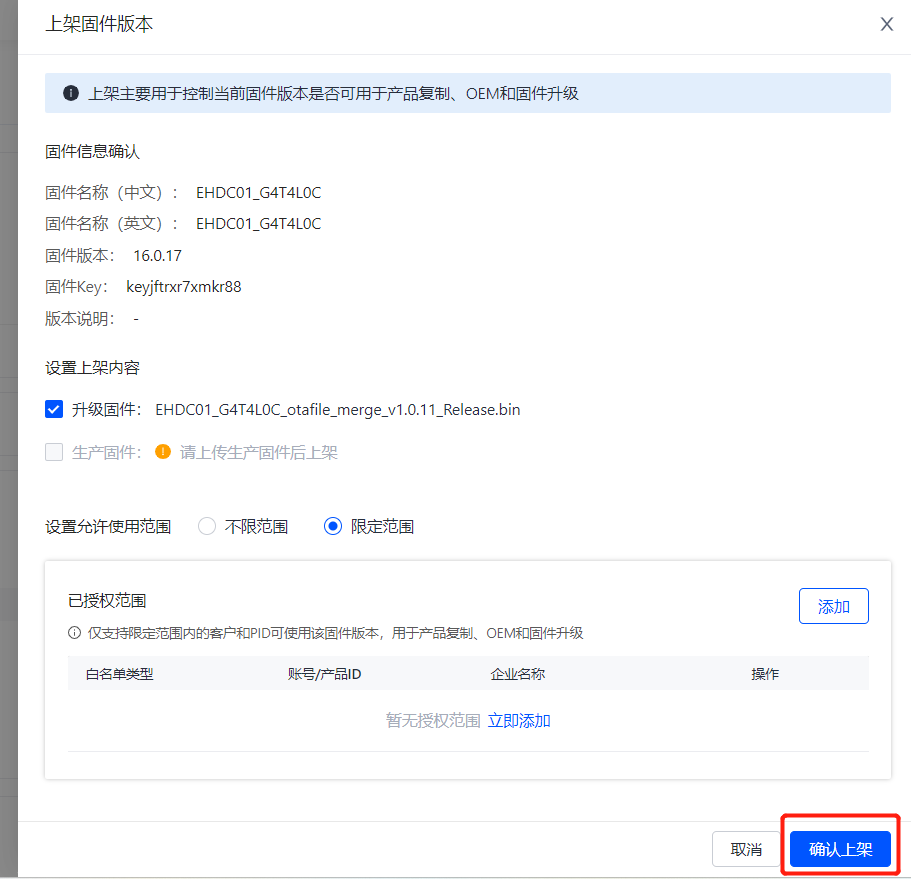 上架固件版本
上架主要用于控制当前固件版本是否可用于产品复制、OEM和固件升级
固件信息确认
固件名称（中文）： EHDC01_G4T4L0C
固件名称（英文）： EHDC01_G4T4L0C
固件版本： 16.0.17
固件Key： keyjftrxr7xmkr88
版本说明： -
设置上架内容
升级固件： EHDC01_G4T4L0C_otafile_merge_v1.0.11_Release.bin
生产固件： 请上传生产固件后上架
设置允许使用范围 不限范围 限定范围
已授权范围 添加
仅支持限定范围内的客户和PID可使用该固件版本，用于产品复制、OEM和固件升级
白名单类型 账号/产品ID 企业名称 操作
暂无授权范围 立即添加
取消 确认上架